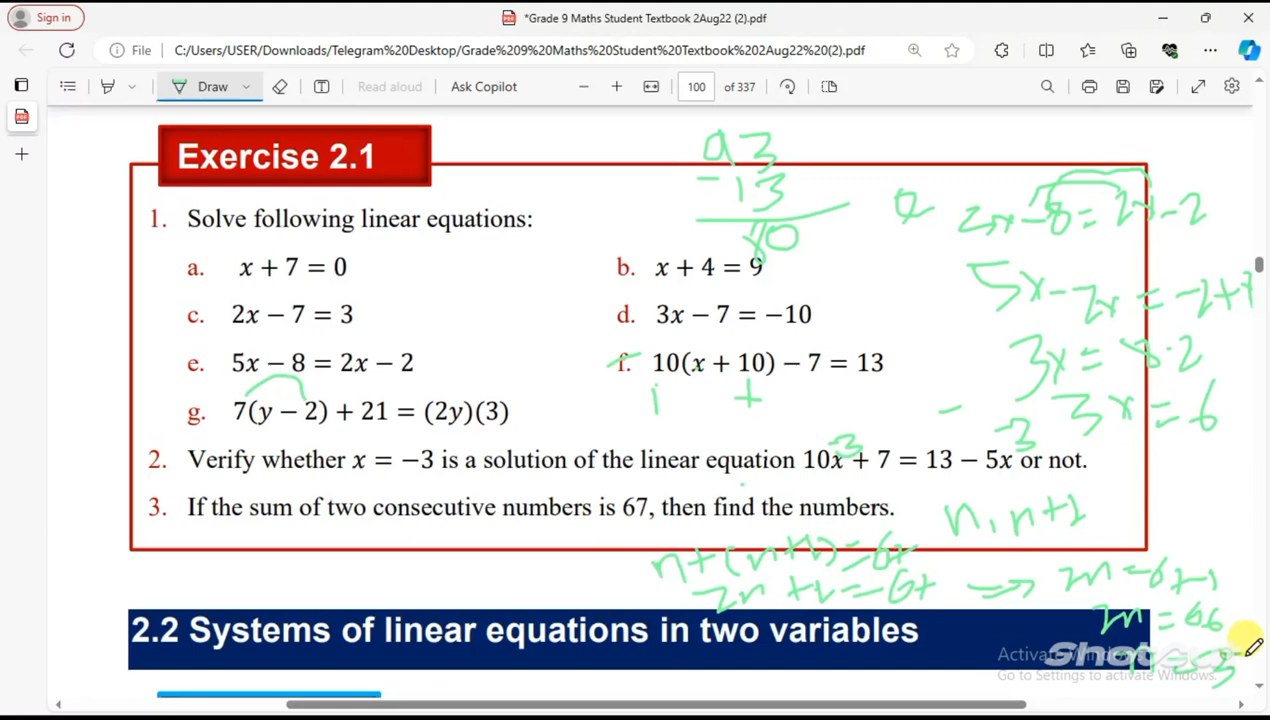 Sign in
*Grade 9 Maths Student Textbook 2Aug22 (2).pdf
File C:/Users/USER/Downloads/Telegram%20Desktop/Grade%209%20Maths%20Student%20Textbook%202Aug22%20(2).pdf
Draw Read aloud Ask Copilot 100 of 337
Exercise 2.1
93
-13
80
1. Solve following linear equations:
a. x + 7 = 0
b. x + 4 = 9
c. 2x − 7 = 3
d. 3x − 7 = −10
e. 5x − 8 = 2x − 2
f. 10(x + 10) − 7 = 13
g. 7(y − 2) + 21 = (2y)(3)
5x-2x=-2+
3x=8-2
3x=6
-3
-3
2. Verify whether x = −3 is a solution of the linear equation 10x + 7 = 13 − 5x or not.
3. If the sum of two consecutive numbers is 67, then find the numbers.
n, n+1
n+(n+1)=67
2n+1=67 => 2n=67-1
2n=66
2.2 Systems of linear equations in two variables
Activate Windows
Go to Settings to activate Windows.